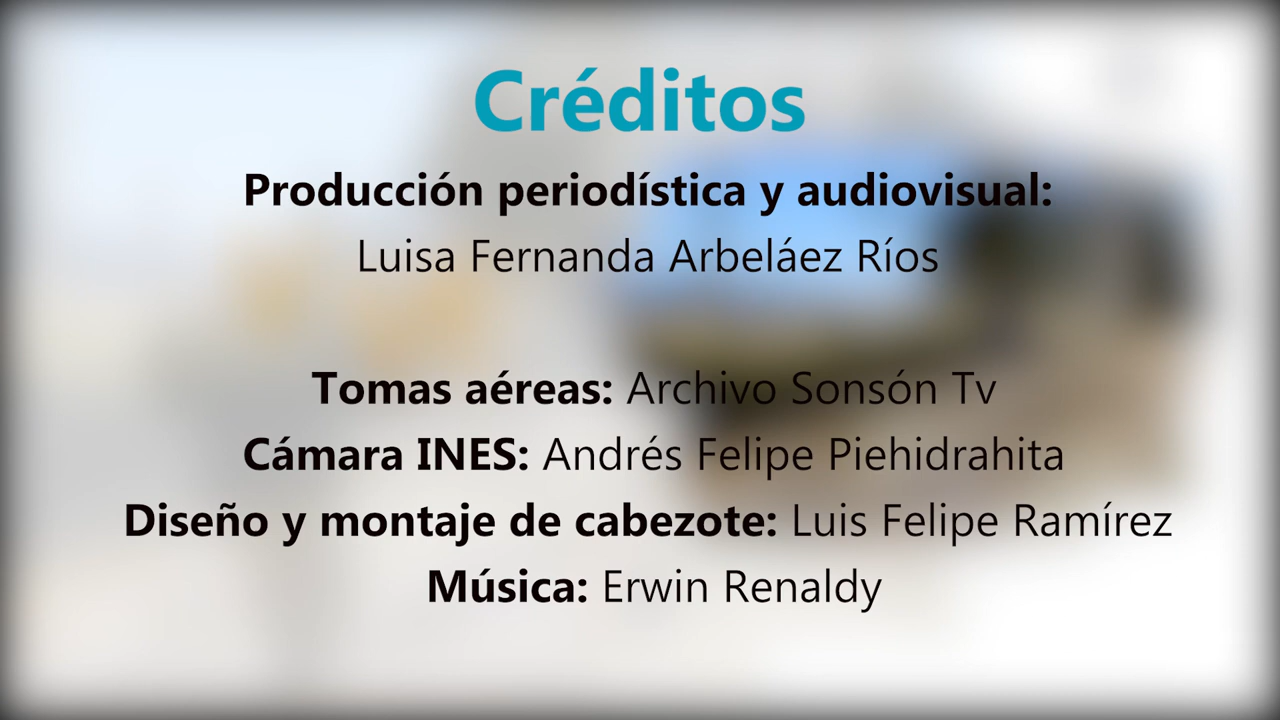 Créditos
Producción periodística y audiovisual:
Luisa Fernanda Arbeláez Ríos
Tomas aéreas: Archivo Sonsón Tv
Cámara INES: Andrés Felipe Piehidrahita
Diseño y montaje de cabezote: Luis Felipe Ramírez
Música: Erwin Renaldy